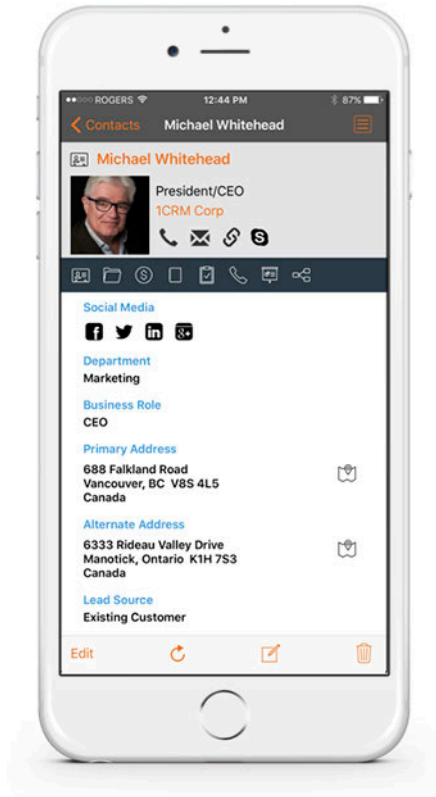 ROGERS 12:44 PM 87%
Contacts Michael Whitehead
Michael Whitehead
President/CEO
1CRM Corp
Social Media
Department
Marketing
Business Role
CEO
Primary Address
688 Falkland Road
Vancouver, BC V8S 4L5
Canada
Alternate Address
6333 Rideau Valley Drive
Manotick, Ontario K1H 7S3
Canada
Lead Source
Existing Customer
Edit